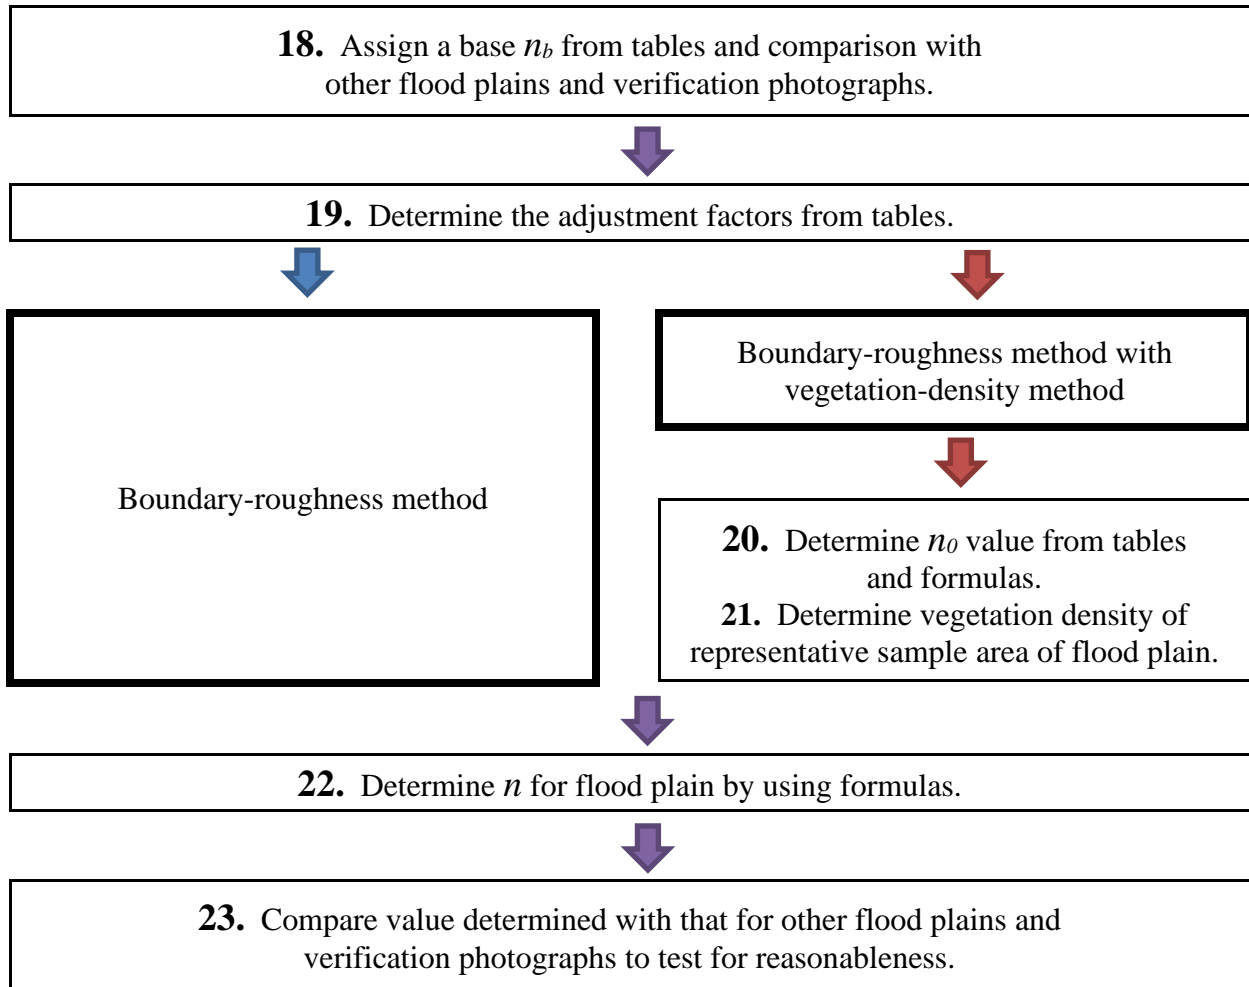 18. Assign a base nb from tables and comparison with
other flood plains and verification photographs.
19. Determine the adjustment factors from tables.
Boundary-roughness method
Boundary-roughness method with
vegetation-density method
20. Determine n0 value from tables
and formulas.
21. Determine vegetation density of
representative sample area of flood plain.
22. Determine n for flood plain by using formulas.
23. Compare value determined with that for other flood plains and
verification photographs to test for reasonableness.